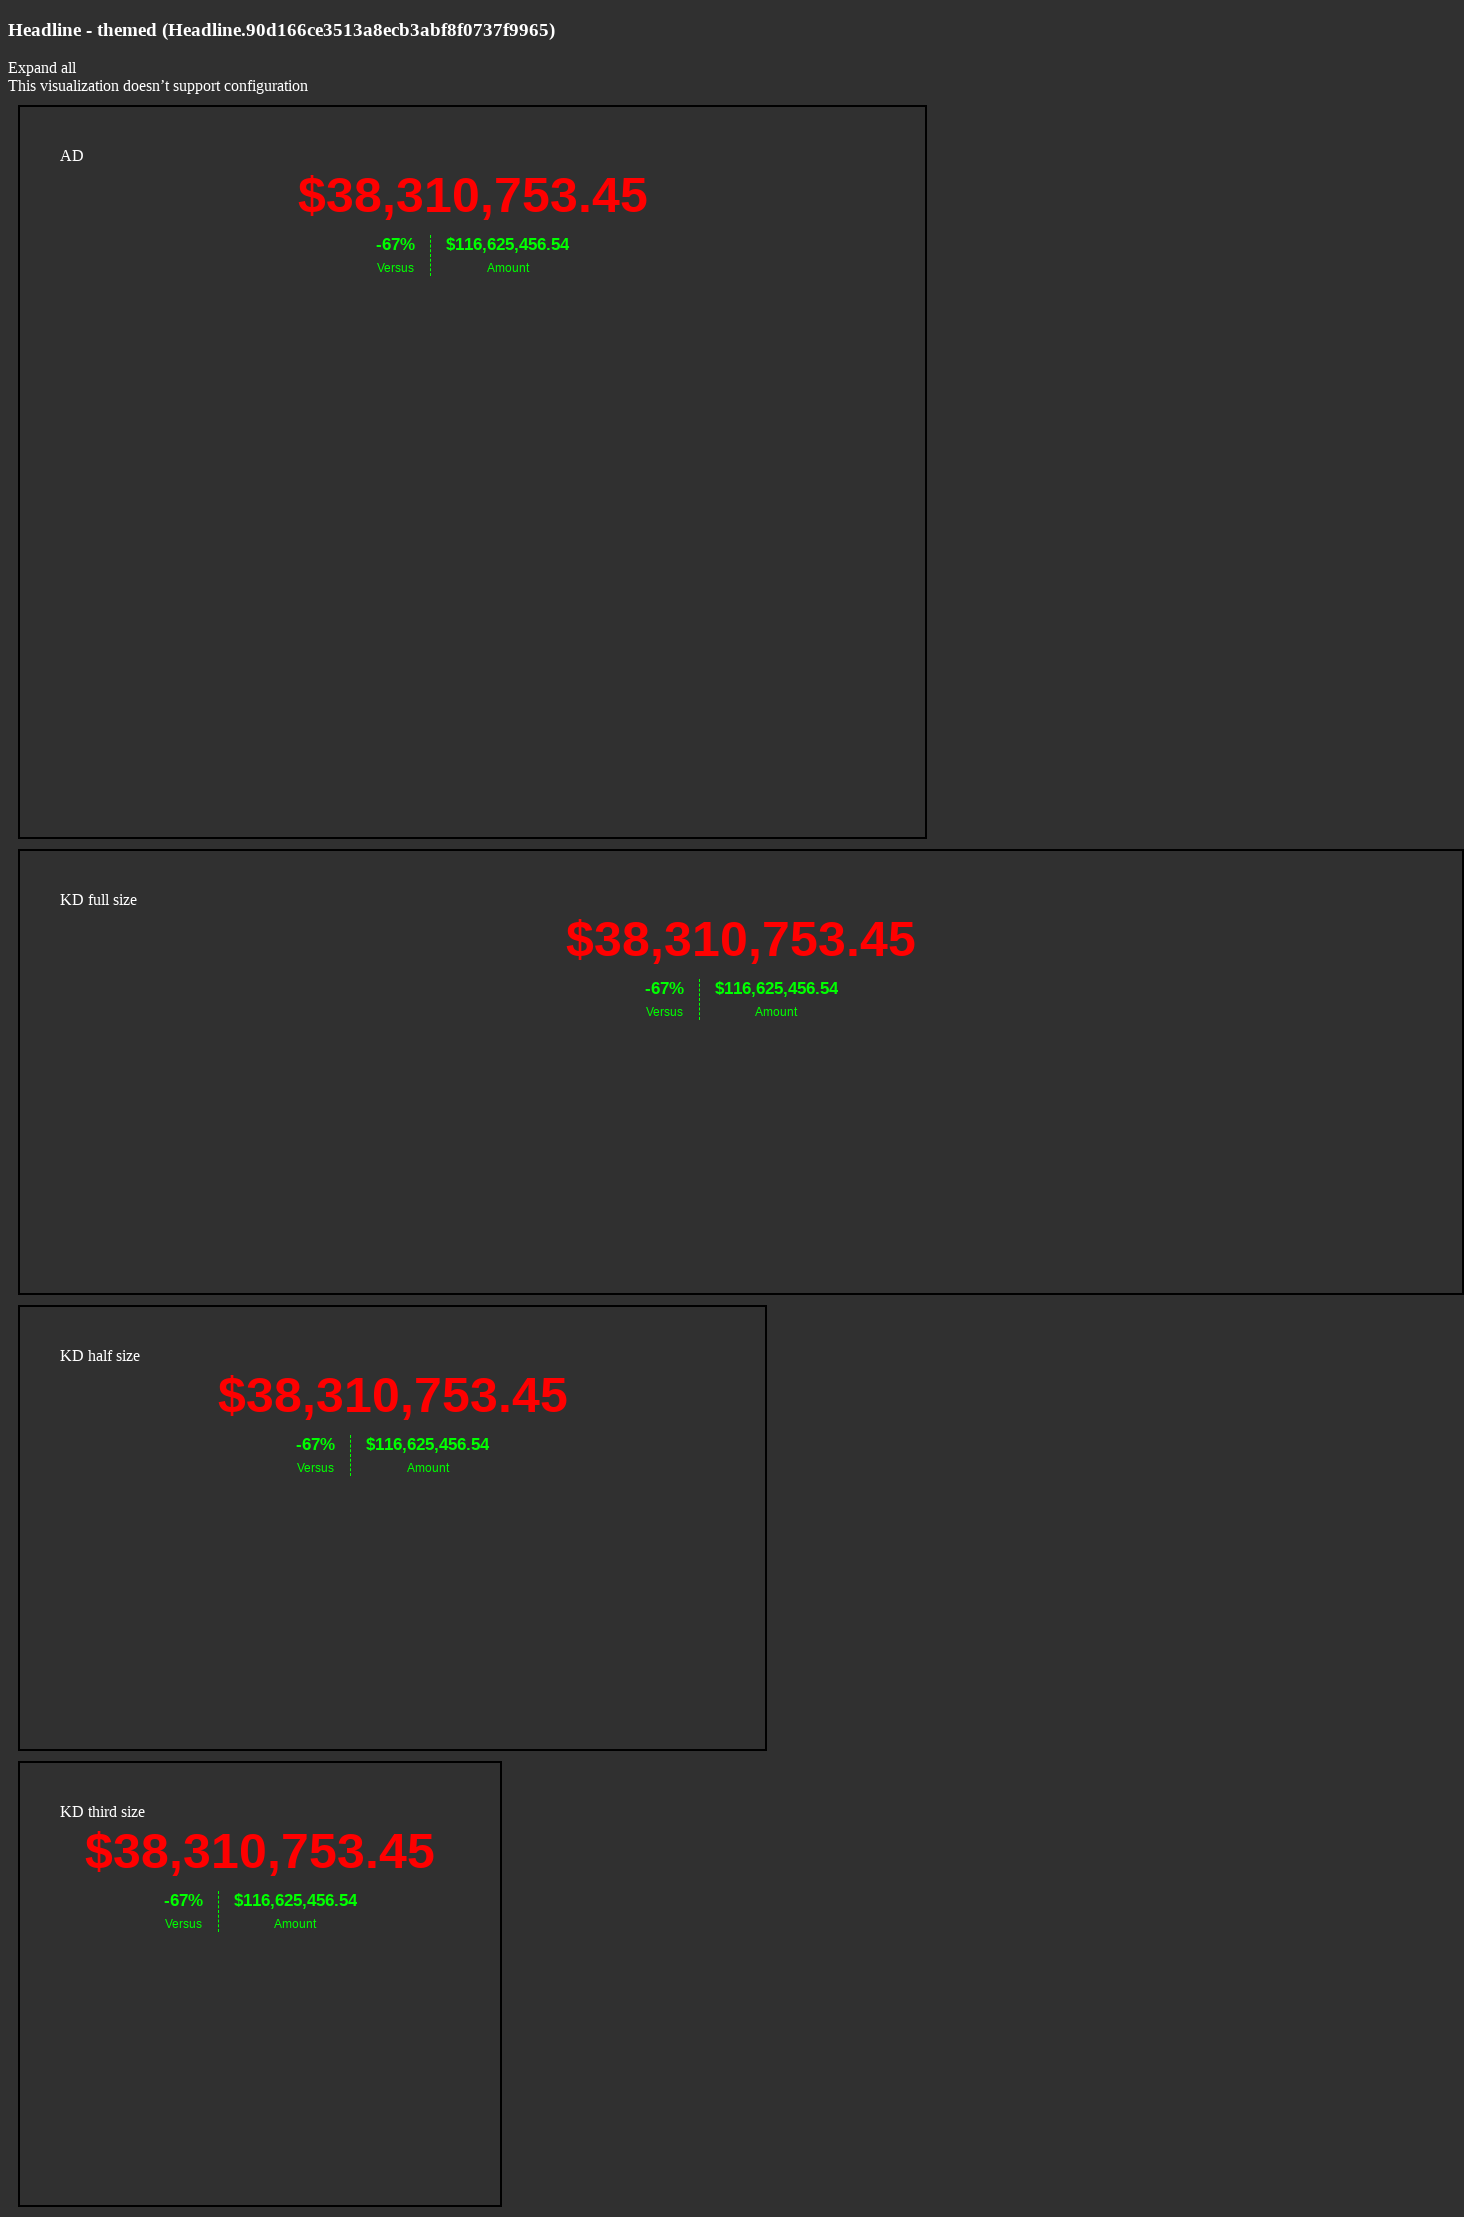 Headline - themed (Headline.90d166ce3513a8ecb3abf8f0737f9965)
Expand all
This visualization doesn’t support configuration
AD
$38,310,753.45
-67% $116,625,456.54
Versus Amount
KD full size
$38,310,753.45
-67% $116,625,456.54
Versus Amount
KD half size
$38,310,753.45
-67% $116,625,456.54
Versus Amount
KD third size
$38,310,753.45
-67% $116,625,456.54
Versus Amount